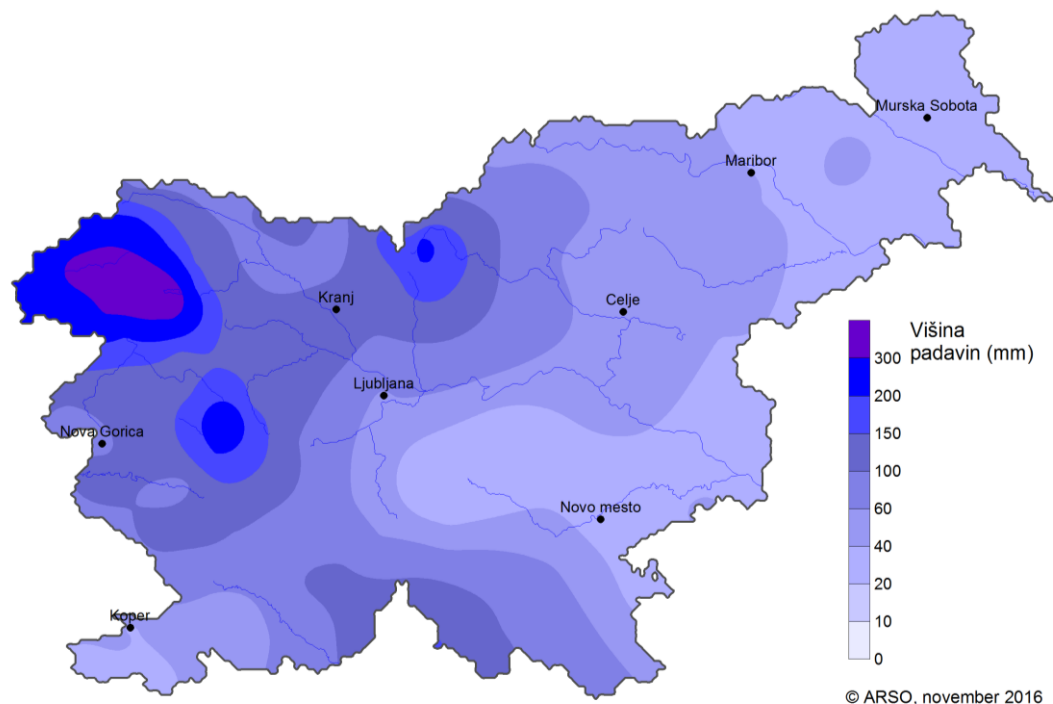 Murska Sobota
Maribor
Kranj
Celje
Ljubljana
Nova Gorica
Novo mesto
Koper
Višina
padavin (mm)
300
200
150
100
60
40
20
10
0
© ARSO, november 2016